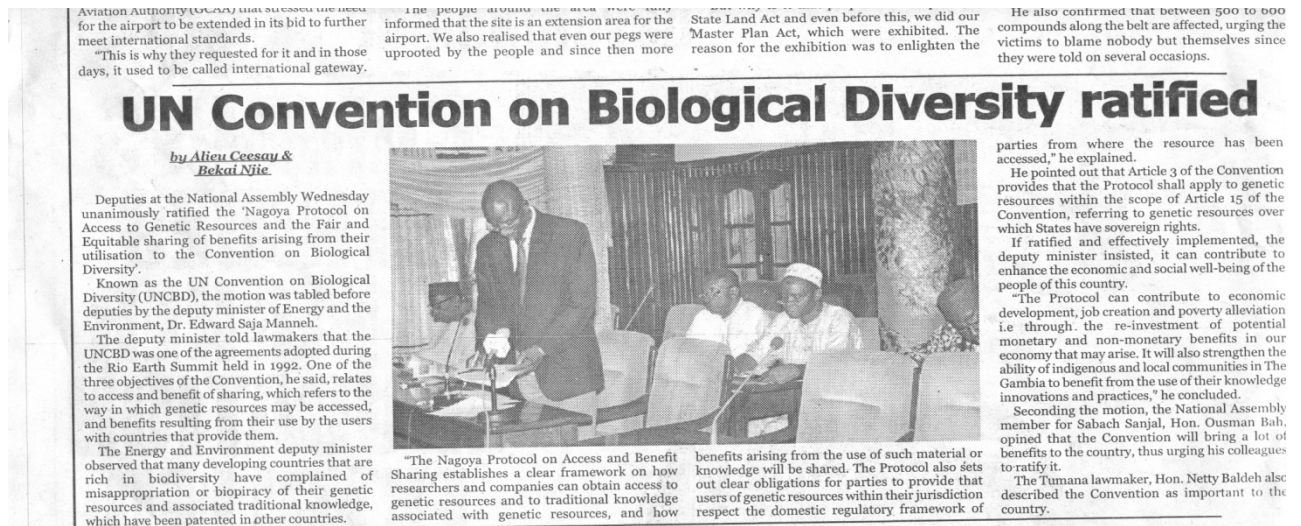 Aviation Authority (GCAA) that stressed the need
for the airport to be extended in its bid to further
meet international standards.
"This is why they requested for it and in those
days, it used to be called international gateway.
The people around the area were fully
informed that the site is an extension area for the
airport. We also realised that even our pegs were
uprooted by the people and since then more
State Land Act and even before this, we did our
Master Plan Act, which were exhibited. The
reason for the exhibition was to enlighten the
He also confirmed that between 500 to 600
compounds along the belt are affected, urging the
victims to blame nobody but themselves since
they were told on several occasions.
UN Convention on Biological Diversity ratified
by Alieu Ceesay &
Bekai Njie
Deputies at the National Assembly Wednesday
unanimously ratified the 'Nagoya Protocol on
Access to Genetic Resources and the Fair and
Equitable sharing of benefits arising from their
utilisation to the Convention on Biological
Diversity'.
Known as the UN Convention on Biological
Diversity (UNCBD), the motion was tabled before
deputies by the deputy minister of Energy and the
Environment, Dr. Edward Saja Manneh.
The deputy minister told lawmakers that the
UNCBD was one of the agreements adopted during
the Rio Earth Summit held in 1992. One of the
three objectives of the Convention, he said, relates
to access and benefit of sharing, which refers to the
way in which genetic resources may be accessed,
and benefits resulting from their use by the users
with countries that provide them.
The Energy and Environment deputy minister
observed that many developing countries that are
rich in biodiversity have complained of
misappropriation or biopiracy of their genetic
resources and associated traditional knowledge,
which have been patented in other countries.
"The Nagoya Protocol on Access and Benefit
Sharing establishes a clear framework on how
researchers and companies can obtain access to
genetic resources and to traditional knowledge
associated with genetic resources, and how
benefits arising from the use of such material or
knowledge will be shared. The Protocol also sets
out clear obligations for parties to provide that
users of genetic resources within their jurisdiction
respect the domestic regulatory framework of
parties from where the resource has been
accessed," he explained.
He pointed out that Article 3 of the Convention
provides that the Protocol shall apply to genetic
resources within the scope of Article 15 of the
Convention, referring to genetic resources over
which States have sovereign rights.
If ratified and effectively implemented, the
deputy minister insisted, it can contribute to
enhance the economic and social well-being of the
people of this country.
"The Protocol can contribute to economic
development, job creation and poverty alleviation
i.e through. the re-investment of potential
monetary and non-monetary benefits in our
economy that may arise. It will also strengthen the
ability of indigenous and local communities in The
Gambia to benefit from the use of their knowledge
innovations and practices," he concluded.
Seconding the motion, the National Assembly
member for Sabach Sanjal, Hon. Ousman Bah,
opined that the Convention will bring a lot of
benefits to the country, thus urging his colleagues
to ratify it.
The Tumana lawmaker, Hon. Netty Baldeh also
described the Convention as important to the
country.